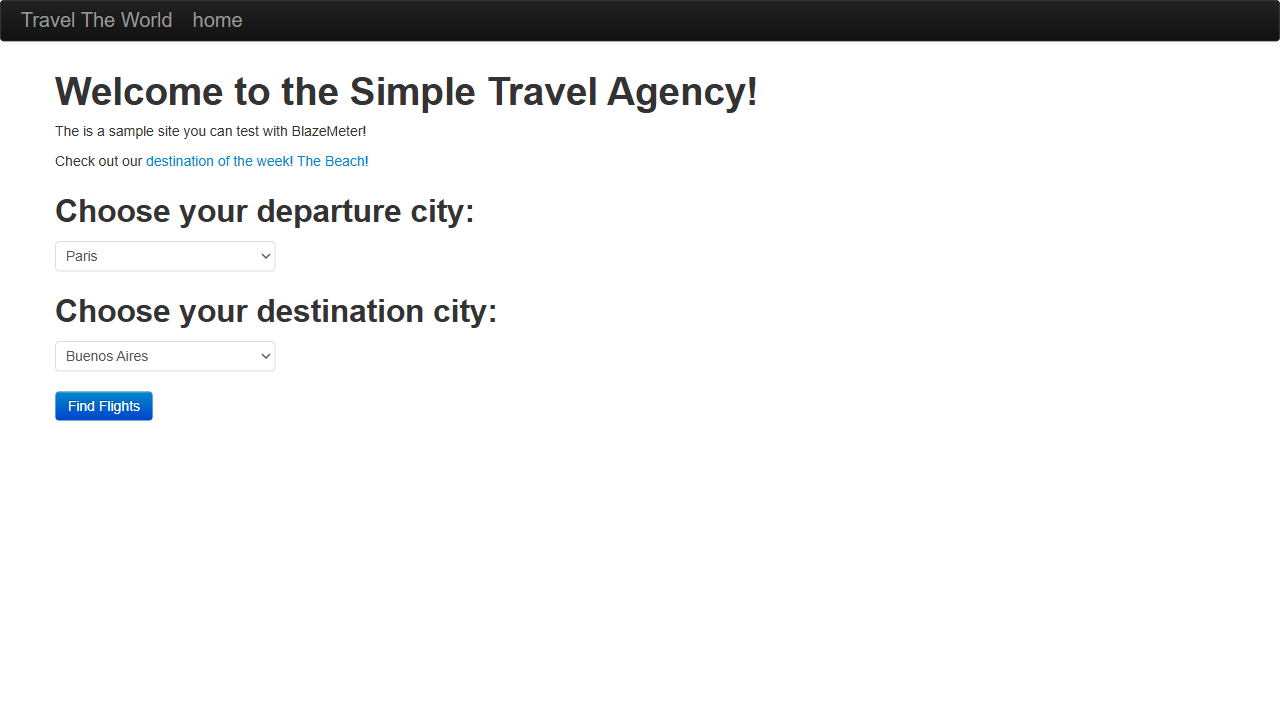 Travel The World home
Welcome to the Simple Travel Agency!
The is a sample site you can test with BlazeMeter!
Check out our destination of the week! The Beach!
Choose your departure city:
Paris
Choose your destination city:
Buenos Aires
Find Flights